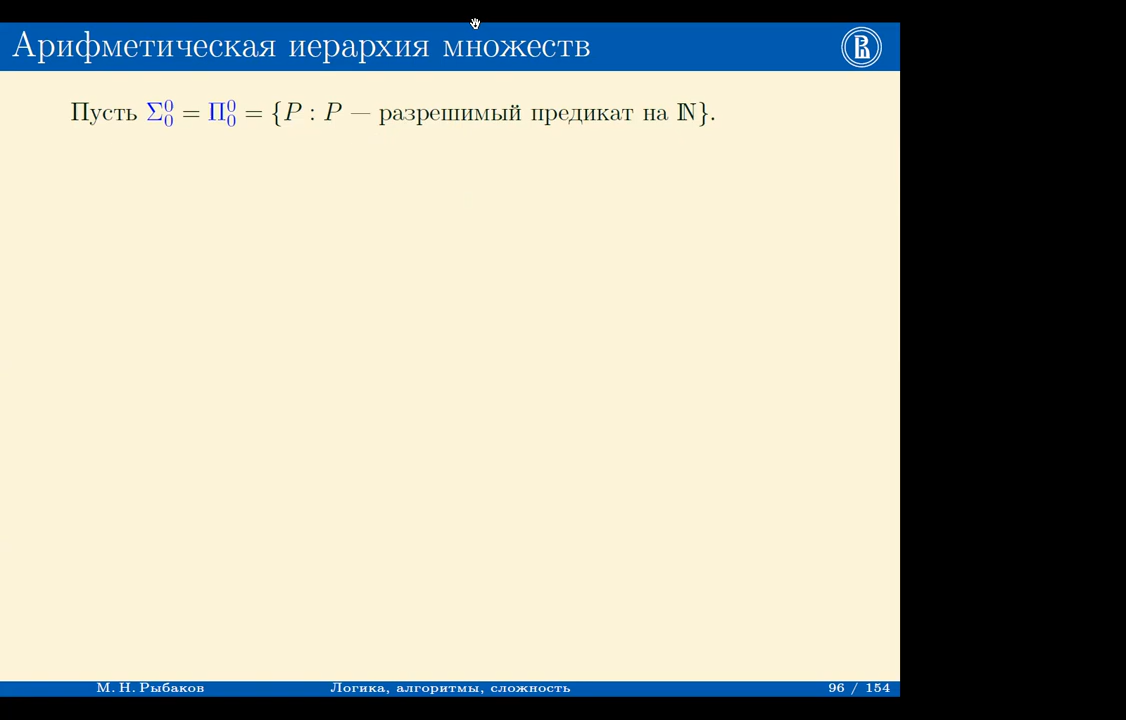 Арифметическая иерархия множеств
Пусть Σ⁰₀ = Π⁰₀ = {P : P — разрешимый предикат на ℕ}.
М. Н. Рыбаков
Логика, алгоритмы, сложность
96 / 154